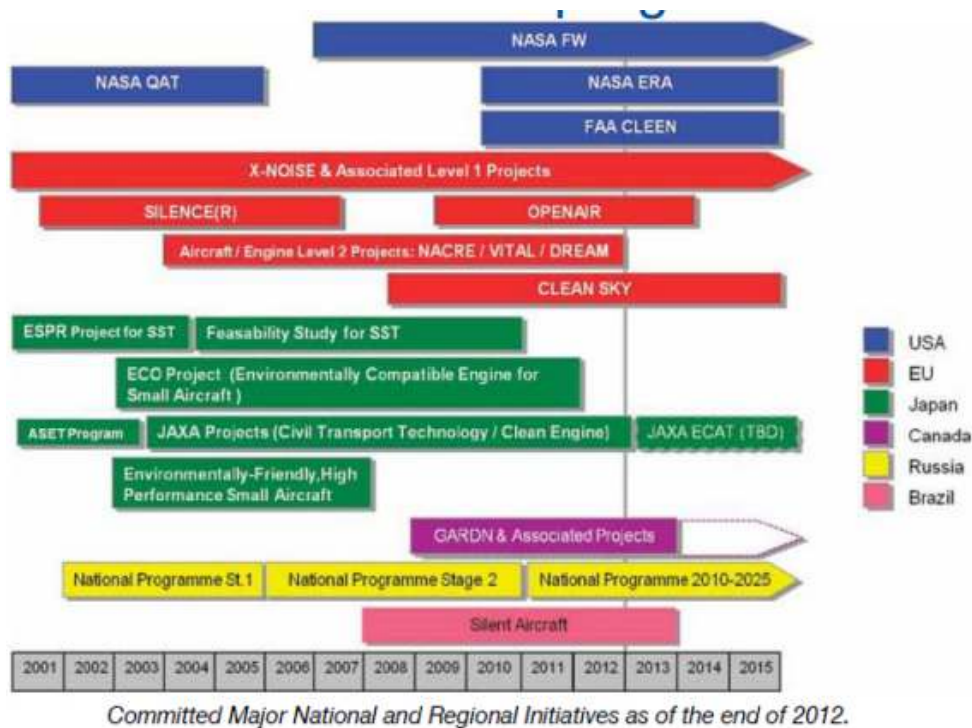 NASA FW
NASA QAT
NASA ERA
FAA CLEEN
X-NOISE & Associated Level 1 Projects
SILENCE(R)
OPENAIR
Aircraft / Engine Level 2 Projects: NACRE / VITAL / DREAM
CLEAN SKY
ESPR Project for SST
Feasability Study for SST
ECO Project (Environmentally Compatible Engine for
Small Aircraft )
ASET Program
JAXA Projects (Civil Transport Technology / Clean Engine)
JAXA ECAT (TBD)
Environmentally-Friendly,High
Performance Small Aircraft
GARDN & Associated Projects
National Programme St.1
National Programme Stage 2
National Programme 2010-2025
Silent Aircraft
USA
EU
Japan
Canada
Russia
Brazil
2001 2002 2003 2004 2005 2006 2007 2008 2009 2010 2011 2012 2013 2014 2015
Committed Major National and Regional Initiatives as of the end of 2012.